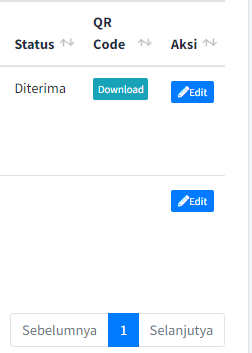 QR
Status Code Aksi
Diterima Download Edit
Edit
Sebelumnya 1 Selanjutya